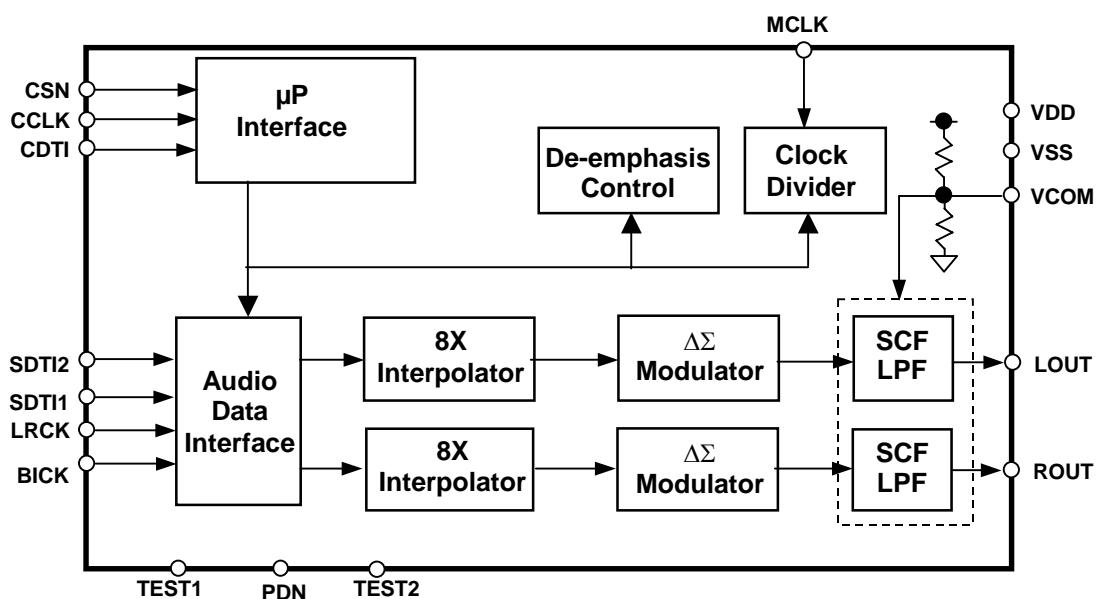 MCLK
CSN
CCLK
CDTI
µP
Interface
De-emphasis
Control
Clock
Divider
VDD
VSS
VCOM
SDTI2
SDTI1
LRCK
BICK
Audio
Data
Interface
8X
Interpolator
ΔΣ
Modulator
SCF
LPF
LOUT
8X
Interpolator
ΔΣ
Modulator
SCF
LPF
ROUT
TEST1
PDN
TEST2